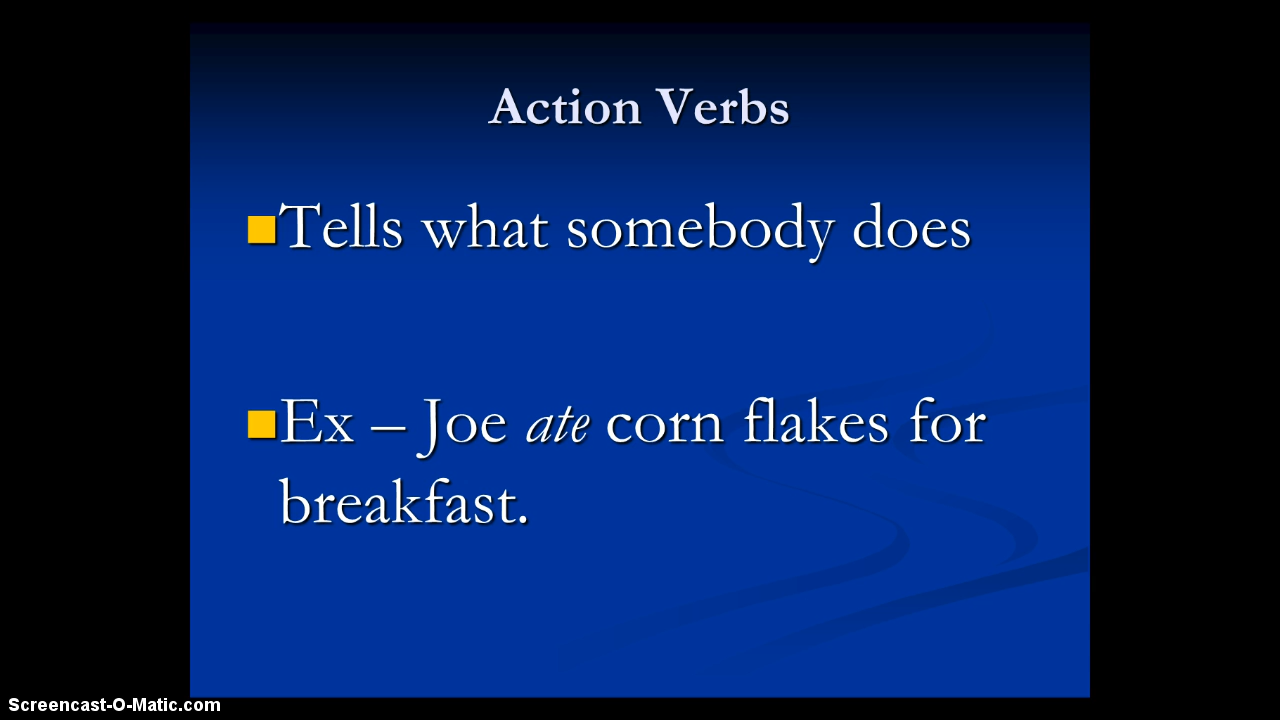 Action Verbs
Tells what somebody does
Ex – Joe ate corn flakes for
breakfast.
Screencast-O-Matic.com